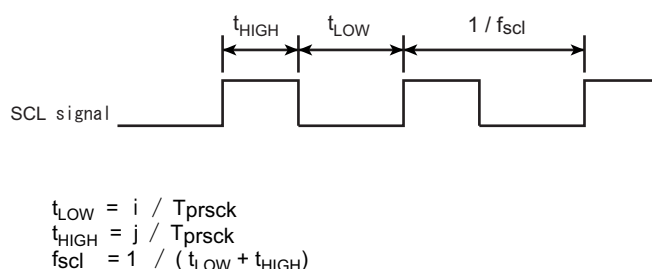 tHIGH tLOW 1 / fscl
SCL signal
tLOW = i / Tprsck
tHIGH = j / Tprsck
fscl = 1 / ( tLOW + tHIGH)